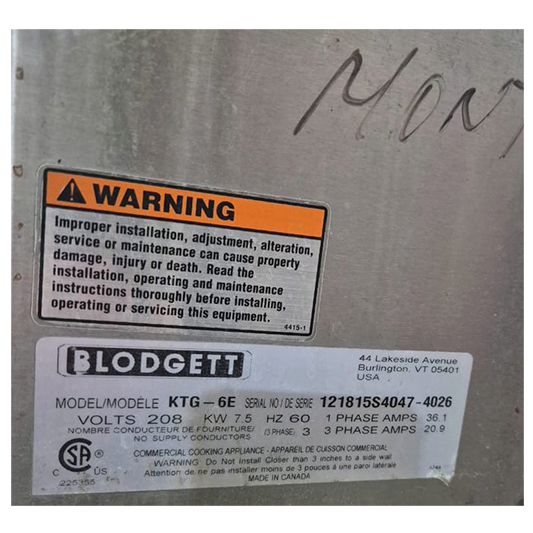 MONT
WARNING
Improper installation, adjustment, alteration,
service or maintenance can cause property
damage, injury or death. Read the
installation, operating and maintenance
instructions thoroughly before installing,
operating or servicing this equipment.
4415-1
BLODGETT
44 Lakeside Avenue
Burlington, VT 05401
USA
MODEL/MODÈLE KTG - 6E SERIAL NO / DE SERIE 121815S4047-4026
VOLTS 208 KW 7.5 HZ 60 1 PHASE AMPS 36.1
NOMBRE CONDUCTEUR DE FOURNITURE/ (3 PHASE) 3 3 PHASE AMPS 20.9
NO SUPPLY CONDUCTORS
COMMERCIAL COOKING APPLIANCE - APPAREIL DE CUISSON COMMERCIAL
WARNING: Do Not Install Closer than 3 inches to a side wall
Attention de ne pas installer moins de 3 pouces à une paroi latérale
MADE IN CANADA
C SA US
225355